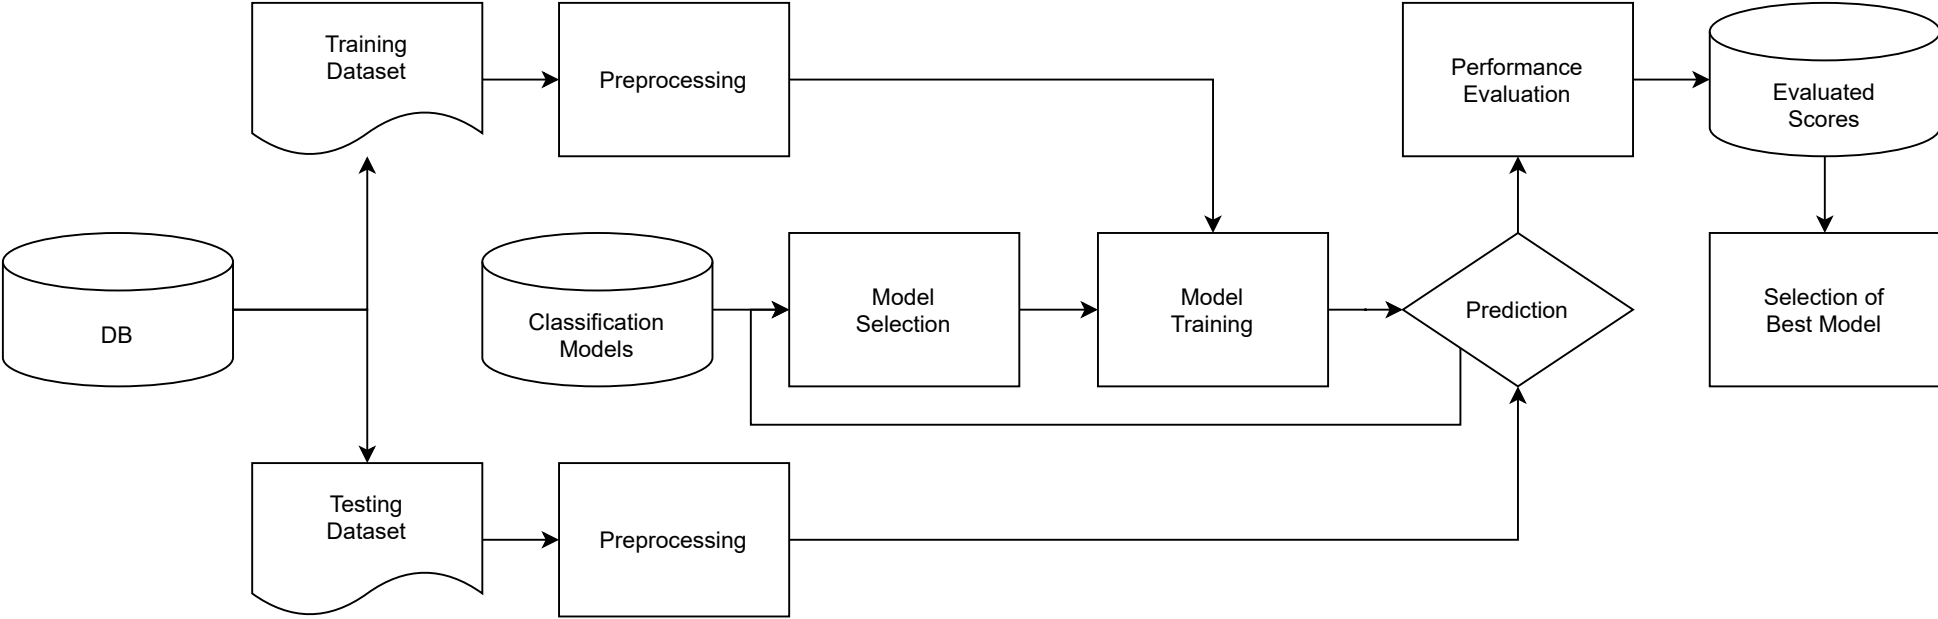 Training
Dataset
Preprocessing
Performance
Evaluation
Evaluated
Scores
DB
Classification
Models
Model
Selection
Model
Training
Prediction
Selection of
Best Model
Testing
Dataset
Preprocessing